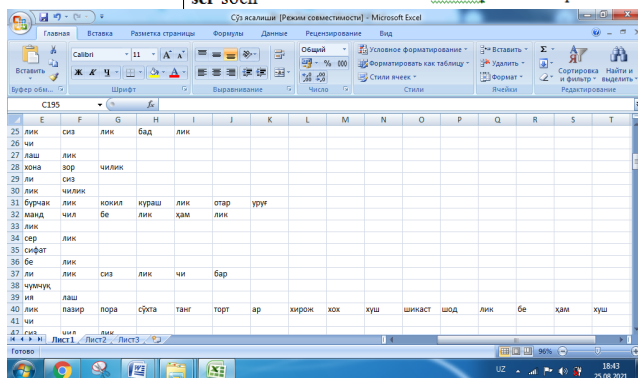 scr soch
Сўз ясалиши [Режим совместимости] - Microsoft Excel
Главная Вставка Разметка страницы Формулы Данные Рецензирование Вид
Calibri 11 Общий Условное форматирование Вставить Σ
Вставить Ж К Ч % 000 Форматировать как таблицу Удалить Сортировка Найти и
Стили ячеек Формат и фильтр выделить
Буфер обм... Шрифт Выравнивание Число Стили Ячейки Редактирование
C195 fx
E F G H I J K L M N O P Q R S T
25 лик сиз лик бад лик
26 чи
27 лаш лик
28 хона зор чилик
29 ли сиз
30 лик чилик
31 бурчак лик кокил кураш лик отар уруғ
32 манд чил бе лик ҳам лик
33 лик
34 сер лик
35 сифат
36 бе лик
37 ли лик сиз лик чи бар
38 чумчуқ
39 ия лаш
40 лик пазир пора сўхта танг торт ар хирож хох хуш шикаст шод лик бе ҳам хуш
41 чи
42 сиз чил лик
Лист1 Лист2 Лист3
Готово 96%
UZ 18:43
25.08.2021